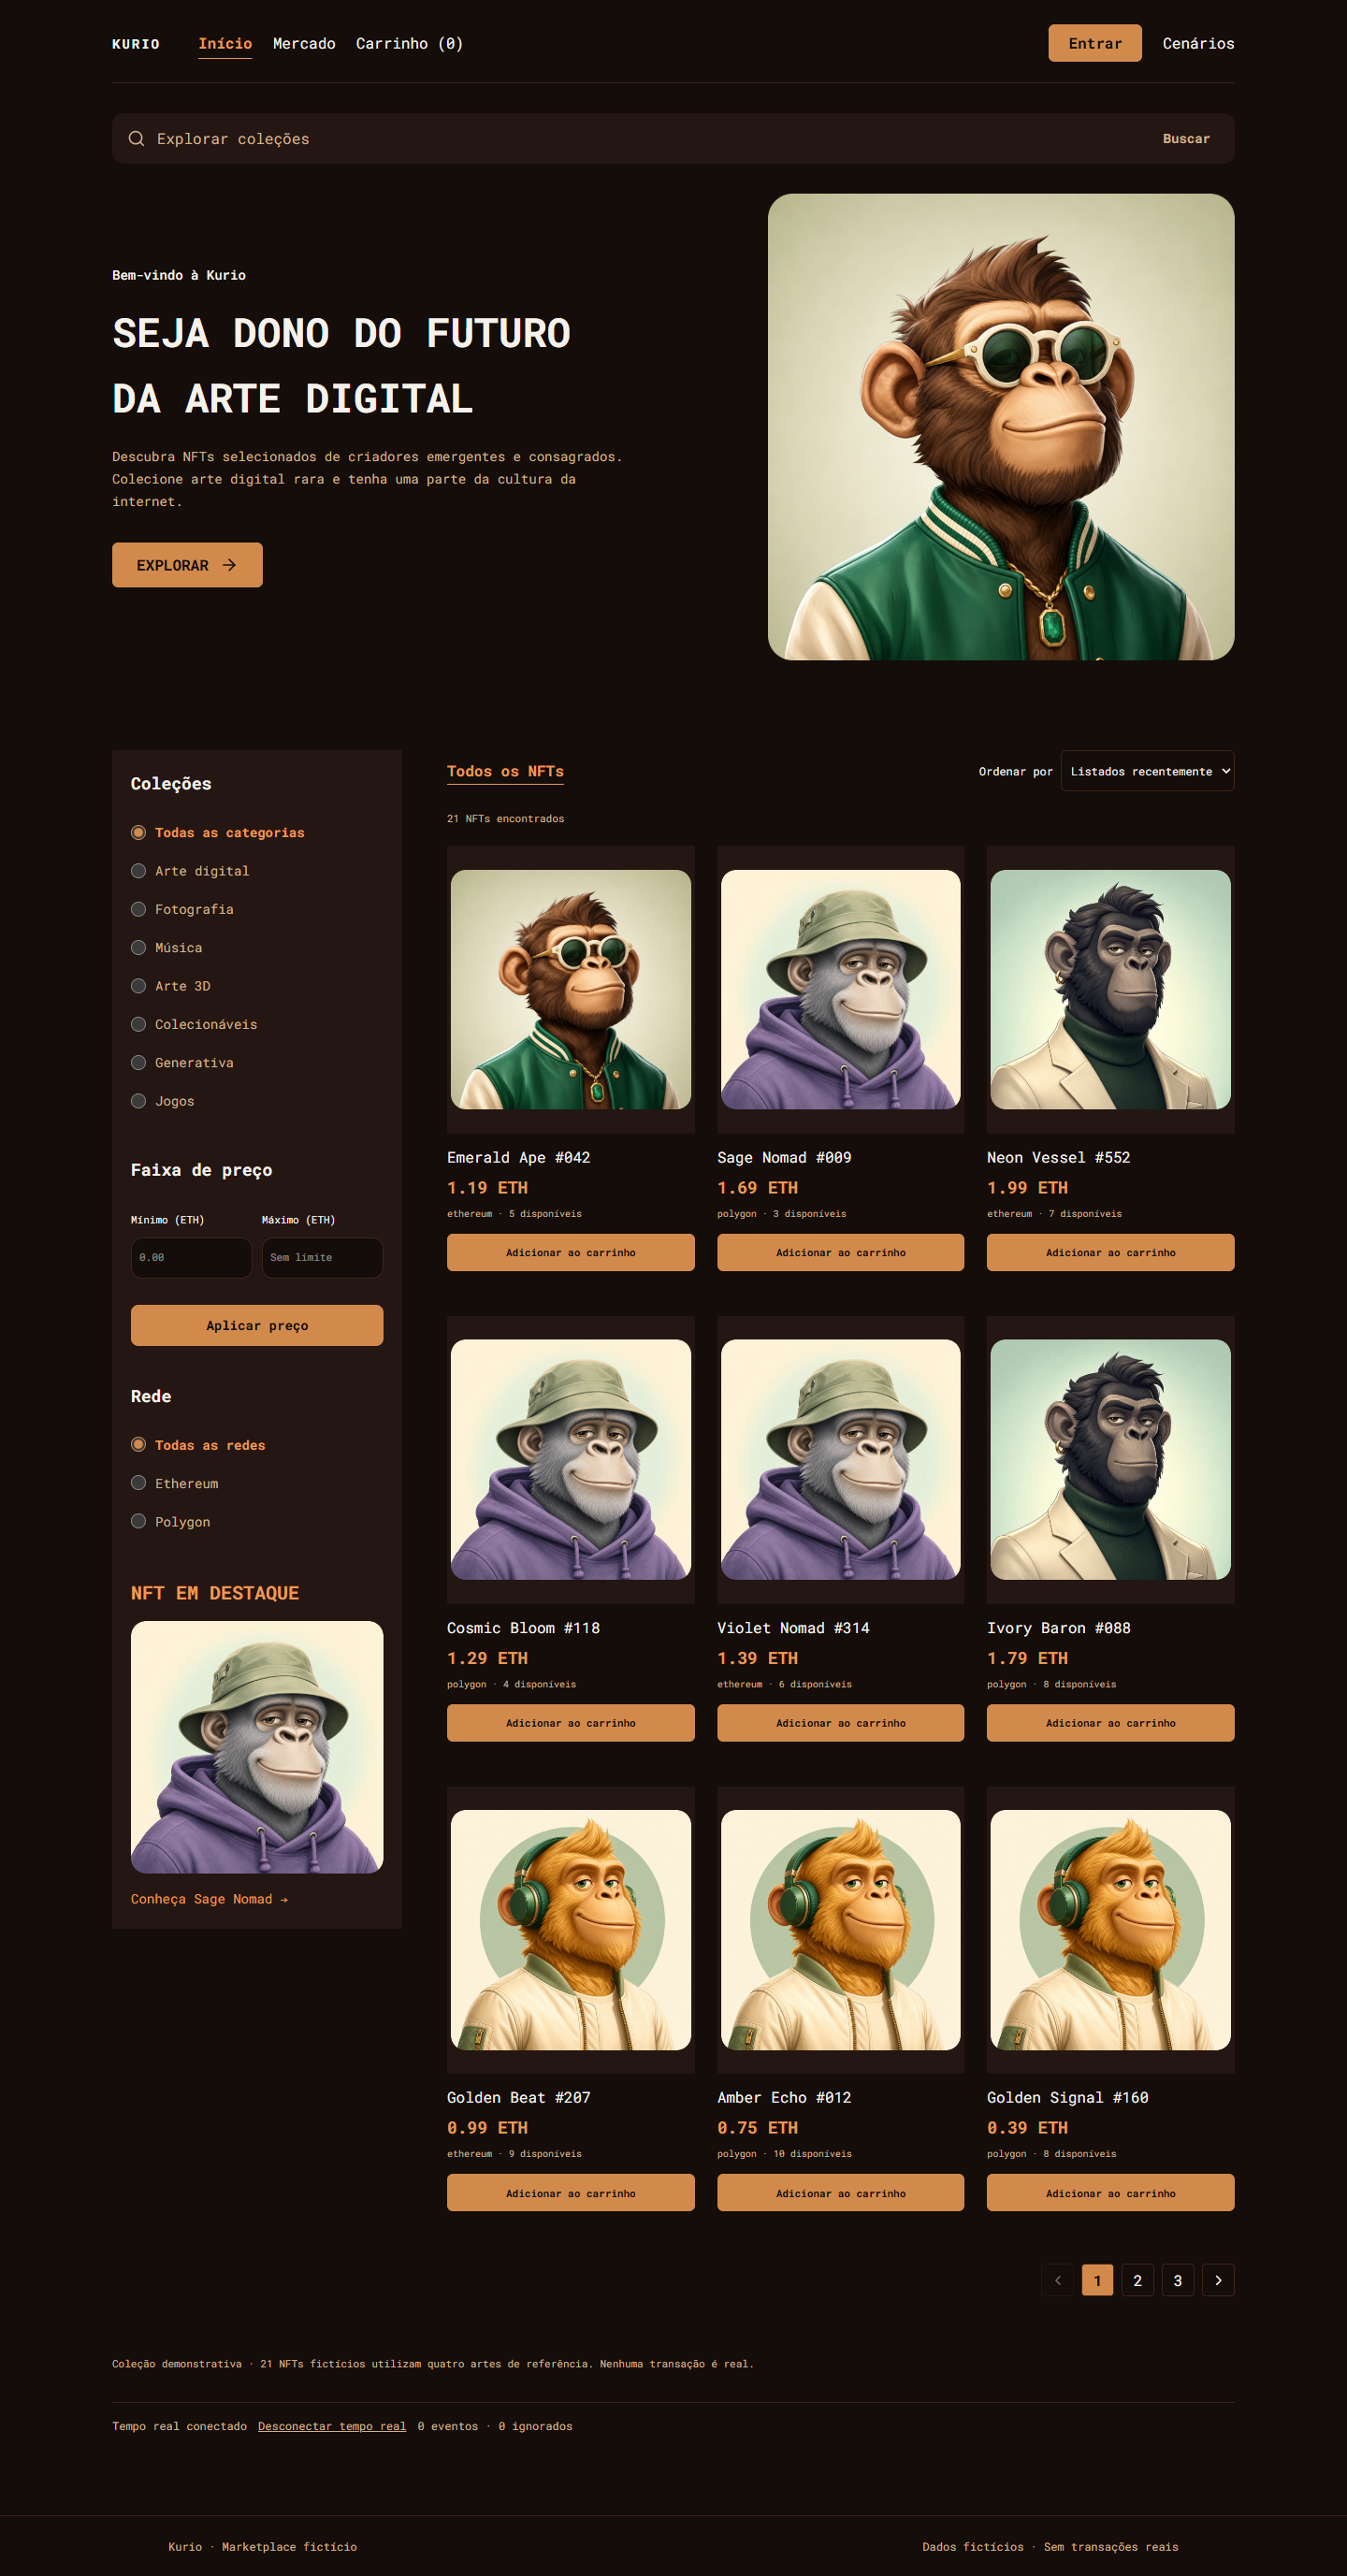 KURIO
Início
Mercado
Carrinho (0)
Entrar
Cenários
Explorar coleções
Buscar
Bem-vindo à Kurio
SEJA DONO DO FUTURO
DA ARTE DIGITAL
Descubra NFTs selecionados de criadores emergentes e consagrados.
Colecione arte digital rara e tenha uma parte da cultura da
internet.
EXPLORAR
Coleções
Todas as categorias
Arte digital
Fotografia
Música
Arte 3D
Colecionáveis
Generativa
Jogos
Faixa de preço
Mínimo (ETH)
Máximo (ETH)
0.00
Sem limite
Aplicar preço
Rede
Todas as redes
Ethereum
Polygon
NFT EM DESTAQUE
Conheça Sage Nomad →
Todos os NFTs
Ordenar por
Listados recentemente
21 NFTs encontrados
Emerald Ape #042
1.19 ETH
ethereum · 5 disponíveis
Adicionar ao carrinho
Sage Nomad #009
1.69 ETH
polygon · 3 disponíveis
Adicionar ao carrinho
Neon Vessel #552
1.99 ETH
ethereum · 7 disponíveis
Adicionar ao carrinho
Cosmic Bloom #118
1.29 ETH
polygon · 4 disponíveis
Adicionar ao carrinho
Violet Nomad #314
1.39 ETH
ethereum · 6 disponíveis
Adicionar ao carrinho
Ivory Baron #088
1.79 ETH
polygon · 8 disponíveis
Adicionar ao carrinho
Golden Beat #207
0.99 ETH
ethereum · 9 disponíveis
Adicionar ao carrinho
Amber Echo #012
0.75 ETH
polygon · 10 disponíveis
Adicionar ao carrinho
Golden Signal #160
0.39 ETH
polygon · 8 disponíveis
Adicionar ao carrinho
1
2
3
Coleção demonstrativa · 21 NFTs fictícios utilizam quatro artes de referência. Nenhuma transação é real.
Tempo real conectado Desconectar tempo real 0 eventos · 0 ignorados
Kurio · Marketplace fictício
Dados fictícios · Sem transações reais